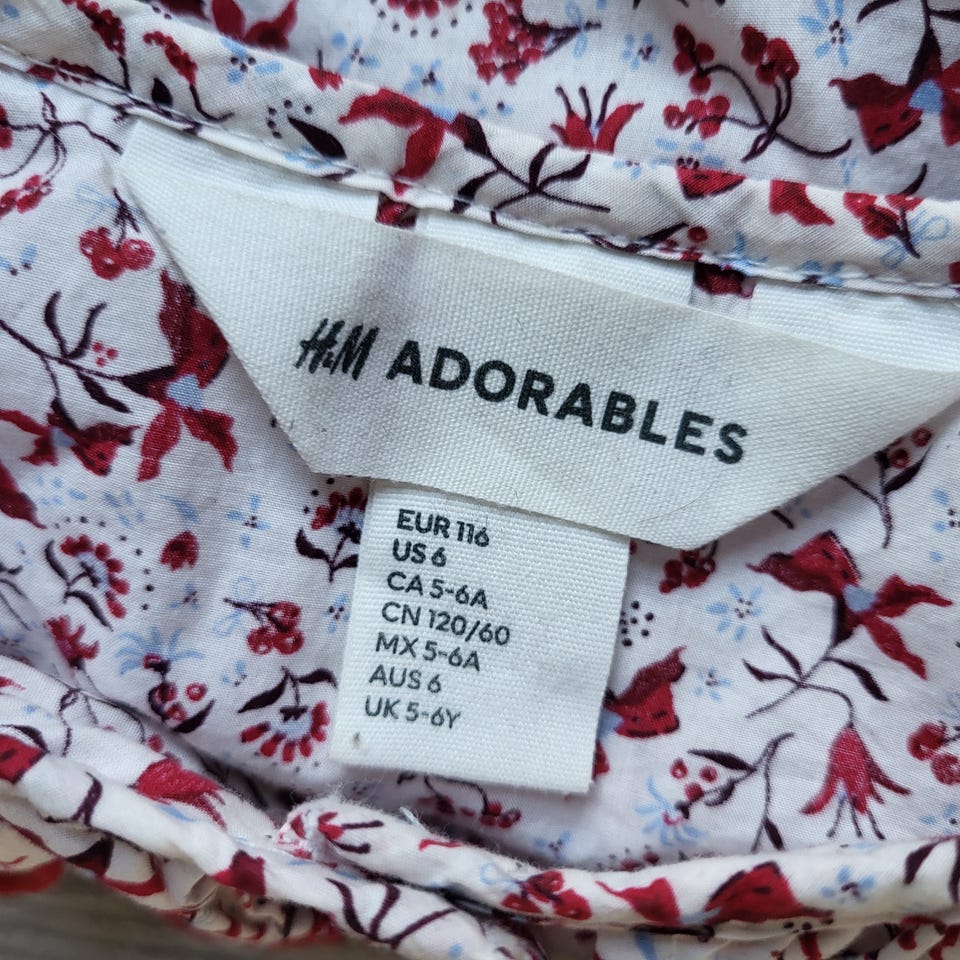 H&M ADORABLES
EUR 116
US 6
CA 5-6A
CN 120/60
MX 5-6A
AUS 6
UK 5-6Y